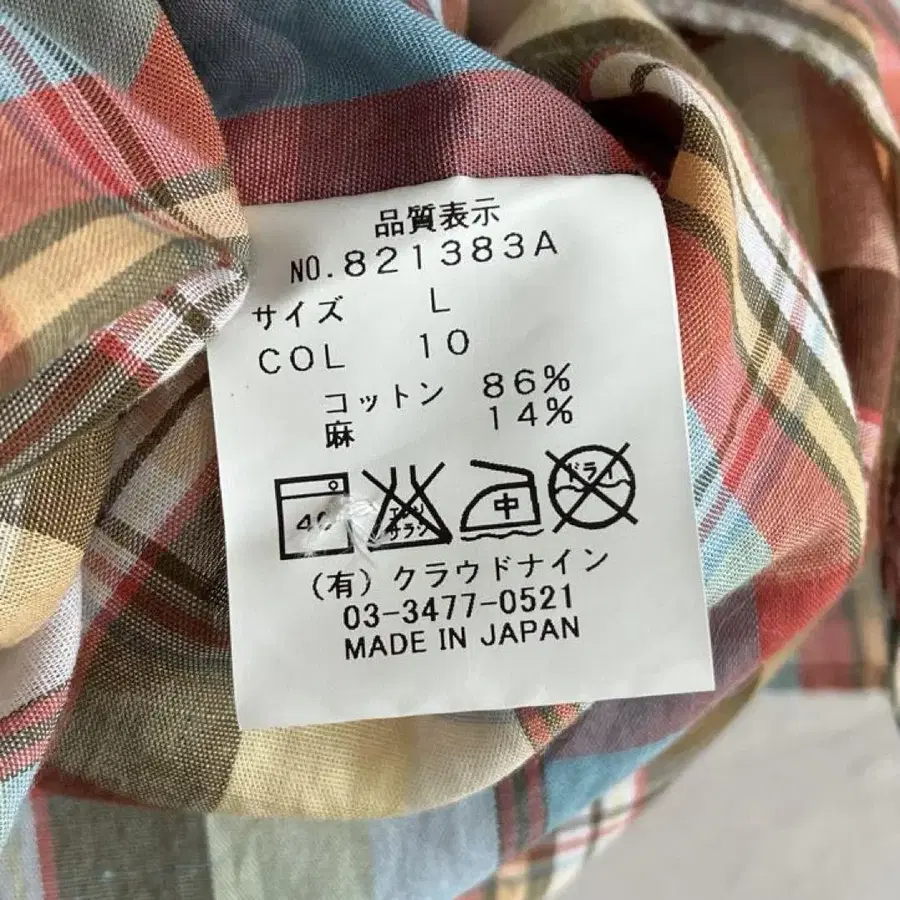 品質表示
NO.821383A
サイズ L
COL 10
コットン 86%
麻 14%
40 エンソ サラシ 中 ドライ
(有)クラウドナイン
03-3477-0521
MADE IN JAPAN